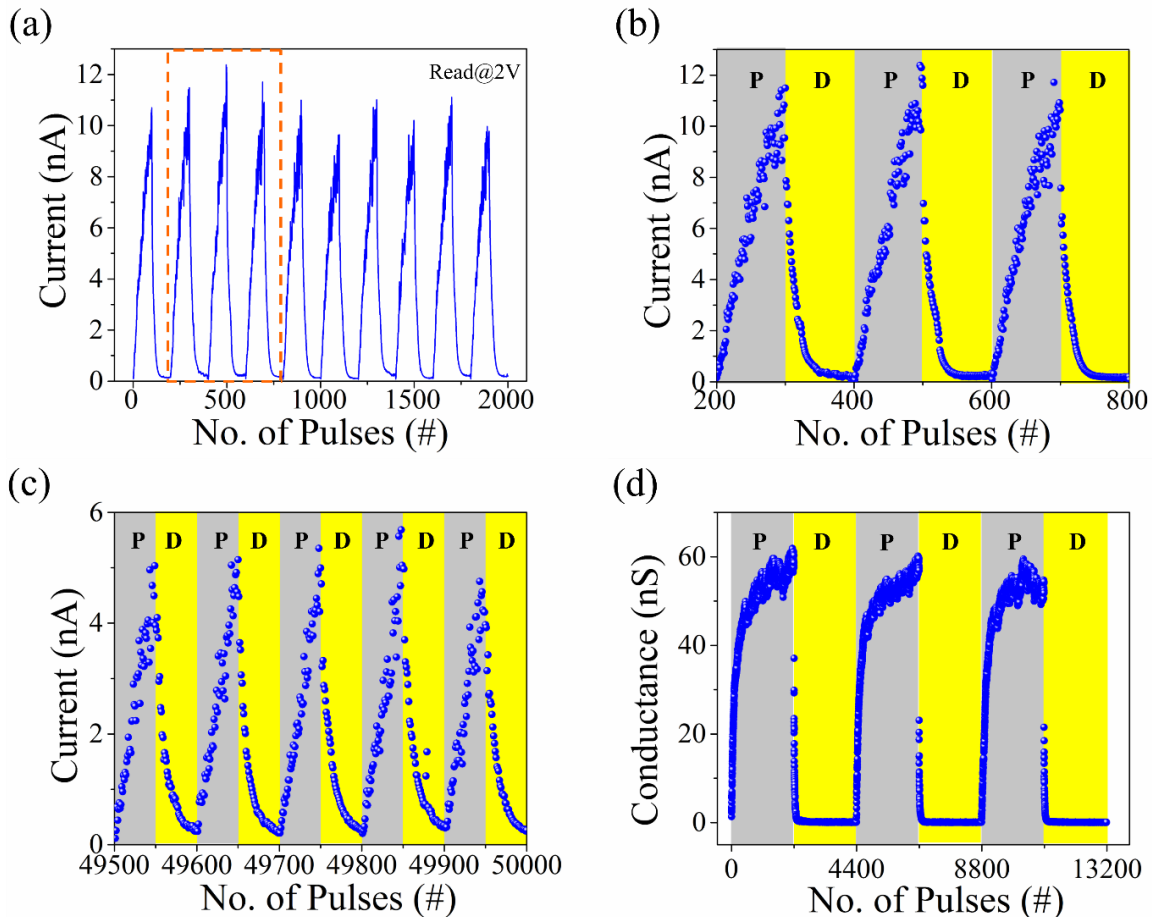 (a)
Current (nA)
12
10
8
6
4
2
0
Read@2V
0 500 1000 1500 2000
No. of Pulses (#)
(b)
Current (nA)
12
10
8
6
4
2
0
P D P D P D
200 400 600 800
No. of Pulses (#)
(c)
Current (nA)
6
4
2
0
P D P D P D P D P D
49500 49600 49700 49800 49900 50000
No. of Pulses (#)
(d)
Conductance (nS)
60
40
20
0
P D P D P D
0 4400 8800 13200
No. of Pulses (#)